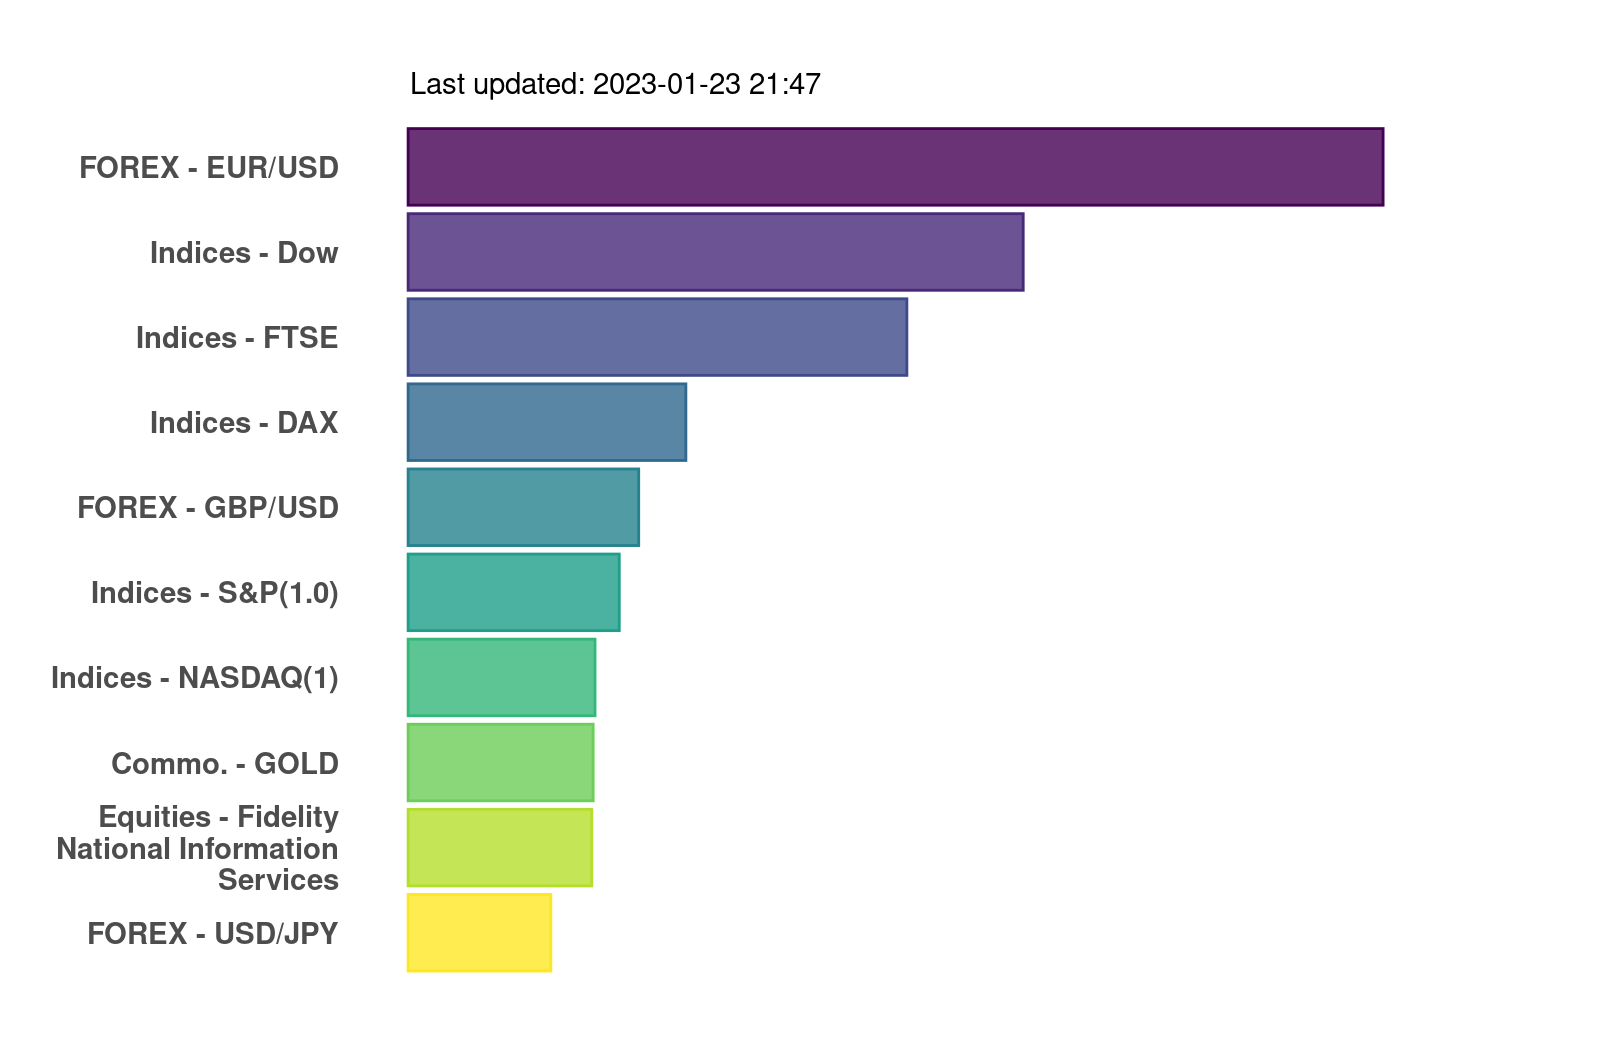 Last updated: 2023-01-23 21:47
FOREX - EUR/USD
Indices - Dow
Indices - FTSE
Indices - DAX
FOREX - GBP/USD
Indices - S&P(1.0)
Indices - NASDAQ(1)
Commo. - GOLD
Equities - Fidelity
National Information
Services
FOREX - USD/JPY